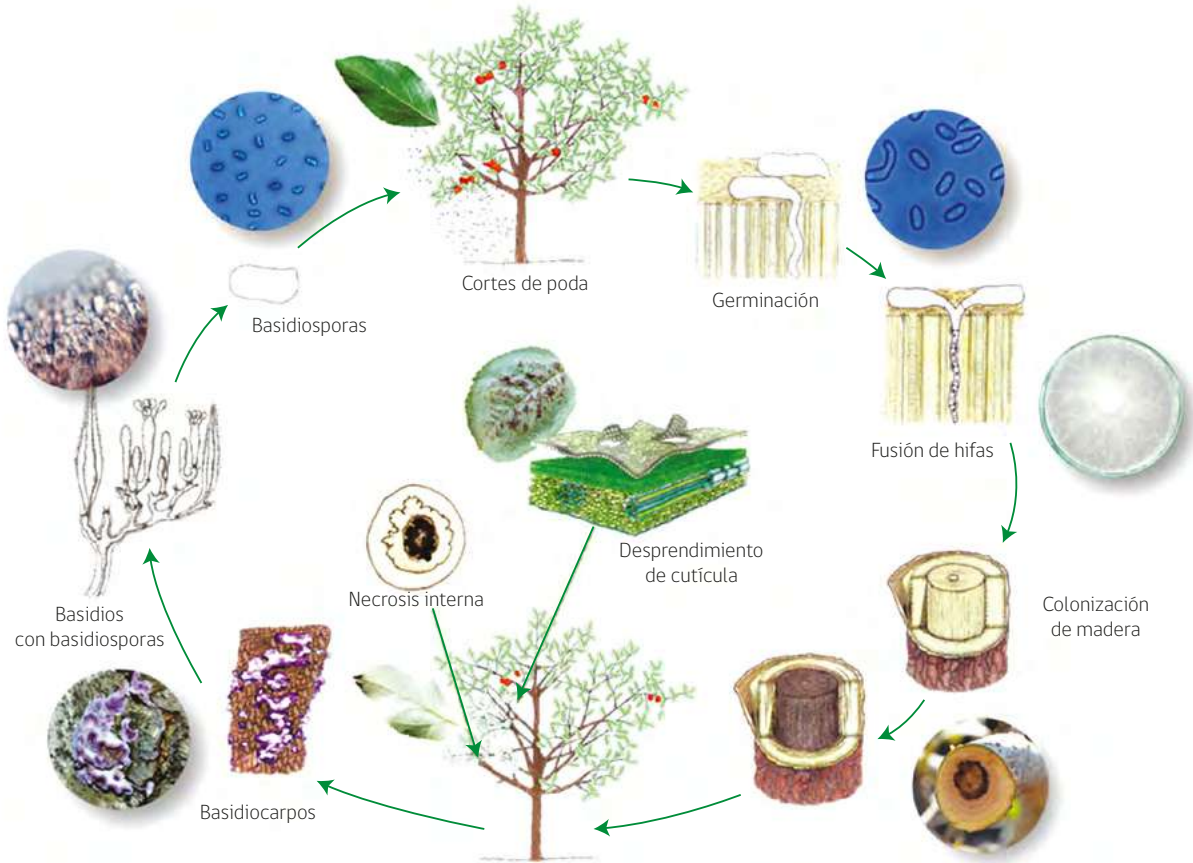 Cortes de poda
Germinación
Basidiosporas
Fusión de hifas
Desprendimiento
de cutícula
Necrosis interna
Colonización
de madera
Basidios
con basidiosporas
Basidiocarpos